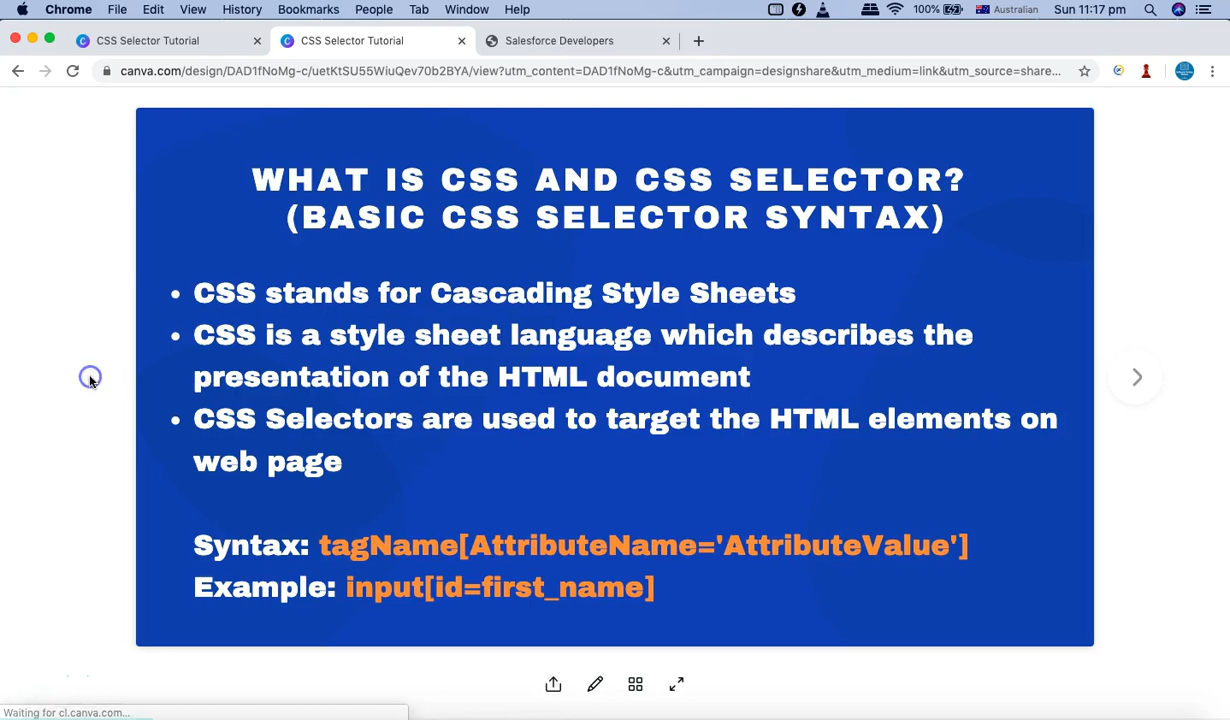 Chrome File Edit View History Bookmarks People Tab Window Help 100% Australian Sun 11:17 pm
CSS Selector Tutorial CSS Selector Tutorial Salesforce Developers
canva.com/design/DAD1fNoMg-c/uetKtSU55WiuQev70b2BYA/view?utm_content=DAD1fNoMg-c&utm_campaign=designshare&utm_medium=link&utm_source=share...
WHAT IS CSS AND CSS SELECTOR?
(BASIC CSS SELECTOR SYNTAX)
• CSS stands for Cascading Style Sheets
• CSS is a style sheet language which describes the
presentation of the HTML document
• CSS Selectors are used to target the HTML elements on
web page
Syntax: tagName[AttributeName='AttributeValue']
Example: input[id=first_name]
Waiting for cl.canva.com...